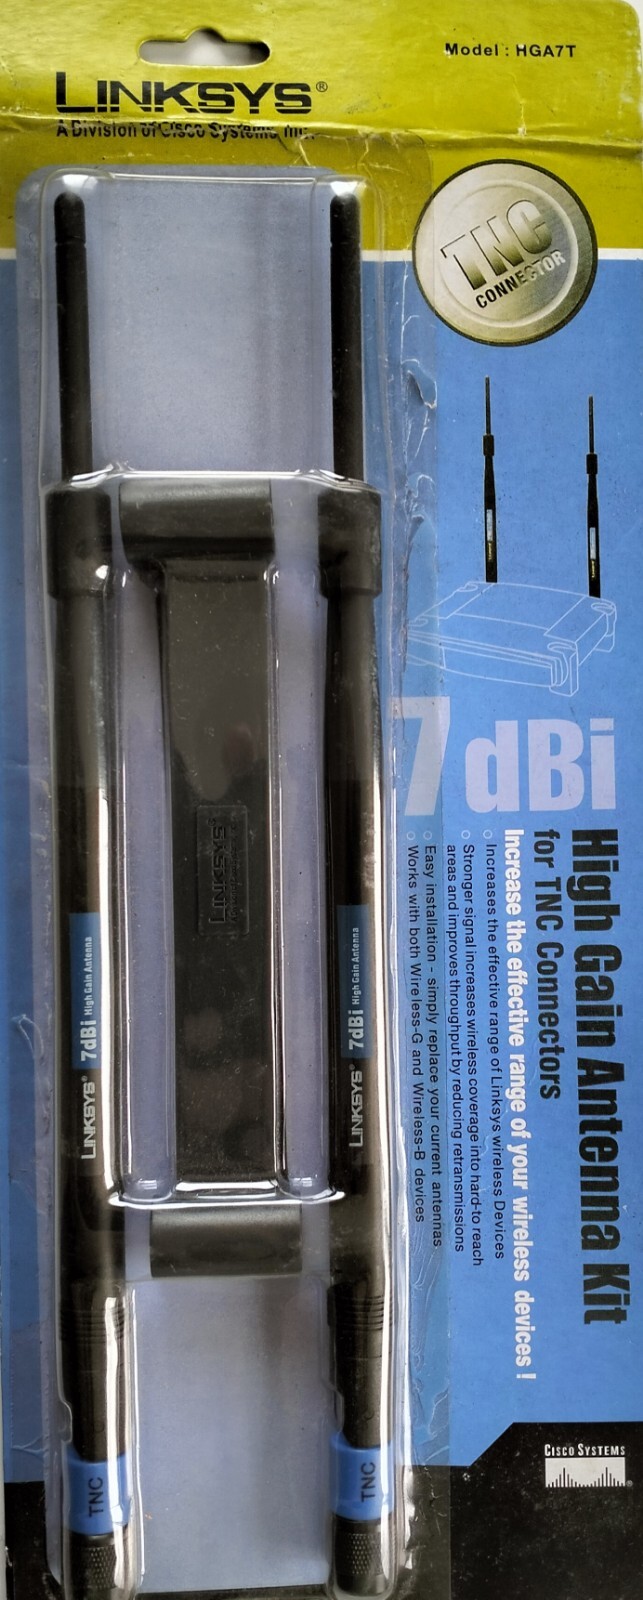 Model : HGA7T
LINKSYS®
A Division of Cisco Systems, Inc.
TNC
CONNECTOR
7 dBi
High Gain Antenna Kit
for TNC Connectors
Increase the effective range of your wireless devices !
○ Increases the effective range of Linksys wireless Devices
○ Stronger signal increases wireless coverage into hard-to reach
areas and improves throughput by reducing retransmissions
○ Easy installation - simply replace your current antennas
○ Works with both Wireless-G and Wireless-B devices
LINKSYS® 7dBi High Gain Antenna
LINKSYS® 7dBi High Gain Antenna
LINKSYS
TNC
TNC
CISCO SYSTEMS